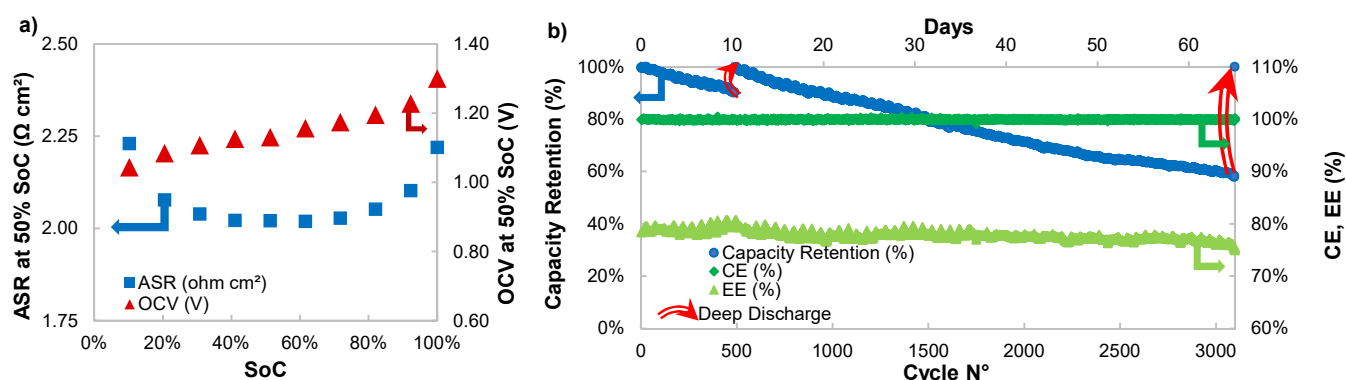 a)
ASR at 50% SoC (Ω cm²)
2.50
2.25
2.00
1.75
1.40
1.20
1.00
0.80
0.60
OCV at 50% SoC (V)
ASR (ohm cm²)
OCV (V)
0% 20% 40% 60% 80% 100%
SoC
b)
Days
0 10 20 30 40 50 60
Capacity Retention (%)
100%
80%
60%
40%
20%
0%
110%
100%
90%
80%
70%
60%
CE, EE (%)
Capacity Retention (%)
CE (%)
EE (%)
Deep Discharge
0 500 1000 1500 2000 2500 3000
Cycle N°